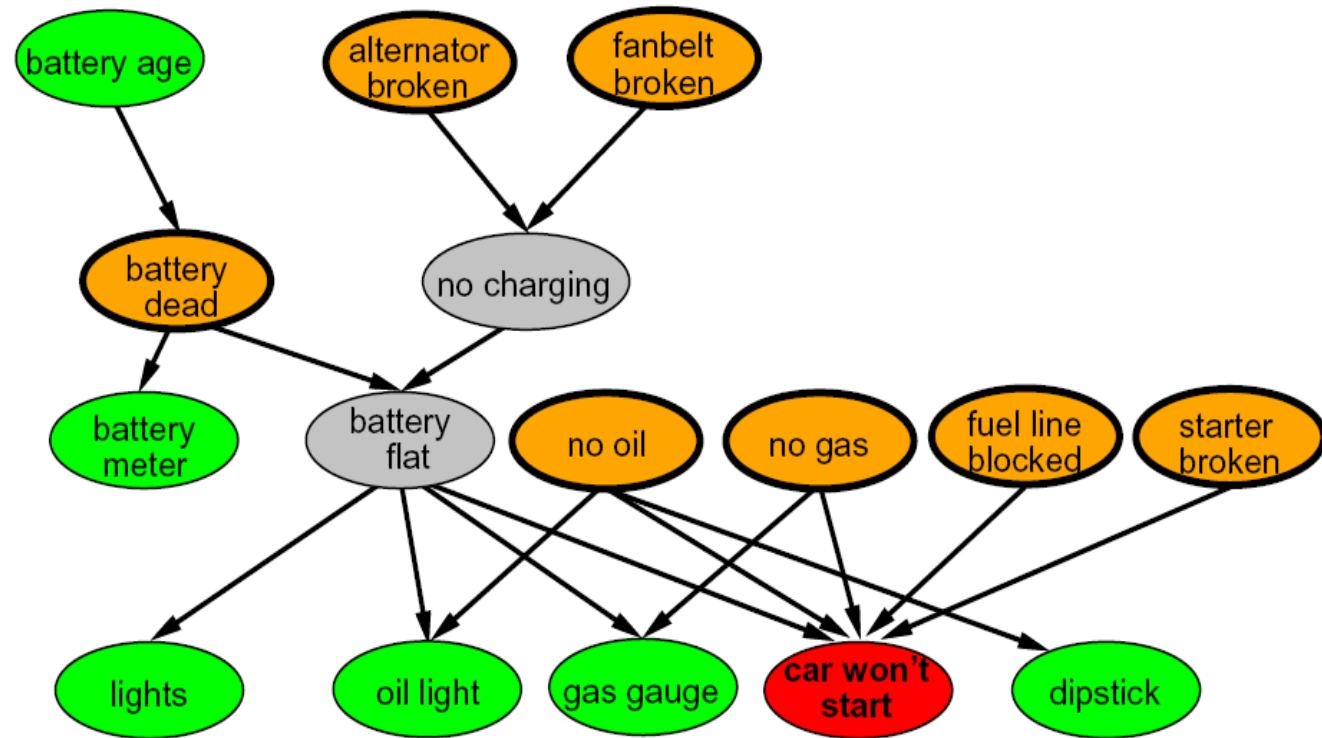 battery age
alternator
broken
fanbelt
broken
battery
dead
no charging
battery
meter
battery
flat
no oil
no gas
fuel line
blocked
starter
broken
lights
oil light
gas gauge
car won't
start
dipstick